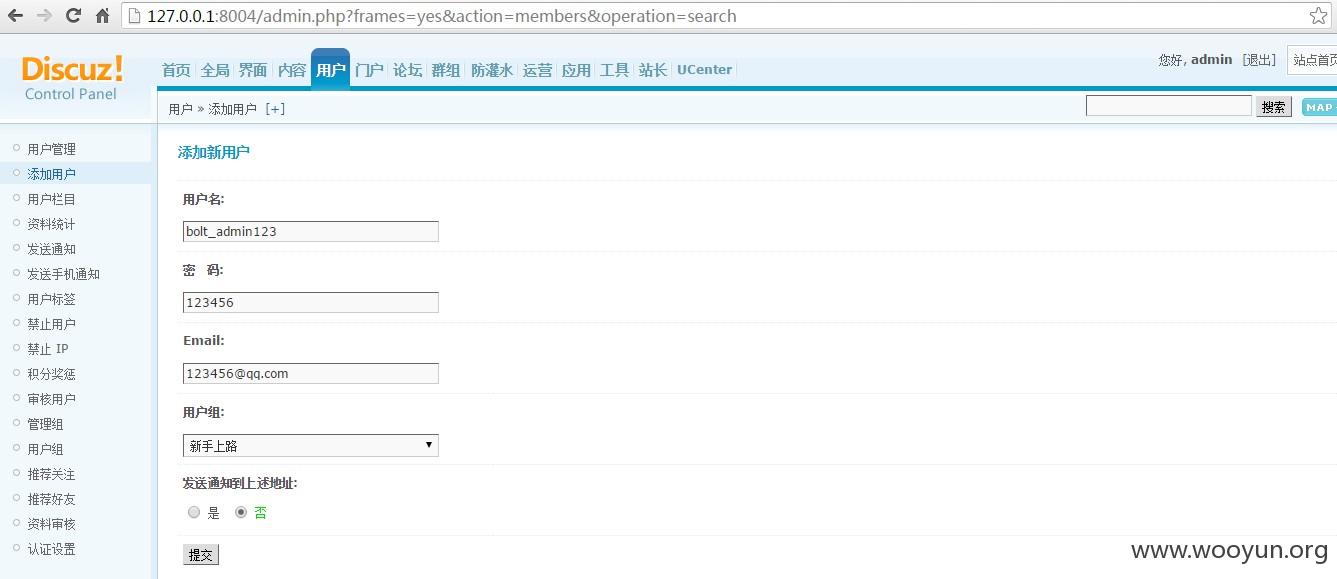 127.0.0.1:8004/admin.php?frames=yes&action=members&operation=search
Discuz!
Control Panel
首页 全局 界面 内容 用户 门户 论坛 群组 防灌水 运营 应用 工具 站长 UCenter
您好, admin [退出] 站点首页
用户 » 添加用户 [+]
搜索 MAP
用户管理
添加用户
用户栏目
资料统计
发送通知
发送手机通知
用户标签
禁止用户
禁止 IP
积分奖惩
审核用户
管理组
用户组
推荐关注
推荐好友
资料审核
认证设置
添加新用户
用户名:
bolt_admin123
密 码:
123456
Email:
123456@qq.com
用户组:
新手上路
发送通知到上述地址:
是 否
提交
www.wooyun.org